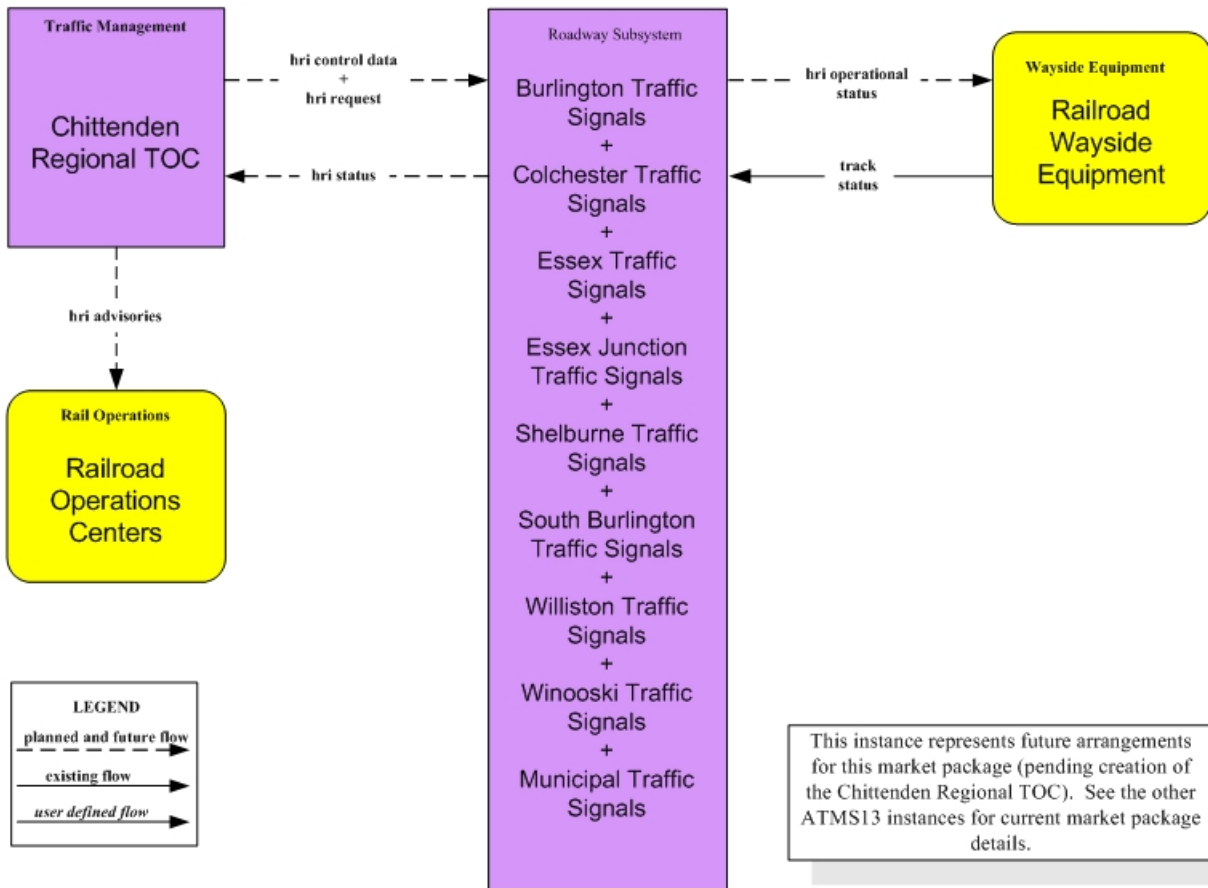 Traffic Management
Chittenden
Regional TOC
hri control data
+
hri request
hri status
hri advisories
Rail Operations
Railroad
Operations
Centers
Roadway Subsystem
Burlington Traffic
Signals
+
Colchester Traffic
Signals
+
Essex Traffic
Signals
+
Essex Junction
Traffic Signals
+
Shelburne Traffic
Signals
+
South Burlington
Traffic Signals
+
Williston Traffic
Signals
+
Winooski Traffic
Signals
+
Municipal Traffic
Signals
hri operational
status
track
status
Wayside Equipment
Railroad
Wayside
Equipment
LEGEND
planned and future flow
existing flow
user defined flow
This instance represents future arrangements
for this market package (pending creation of
the Chittenden Regional TOC).  See the other
ATMS13 instances for current market package
details.